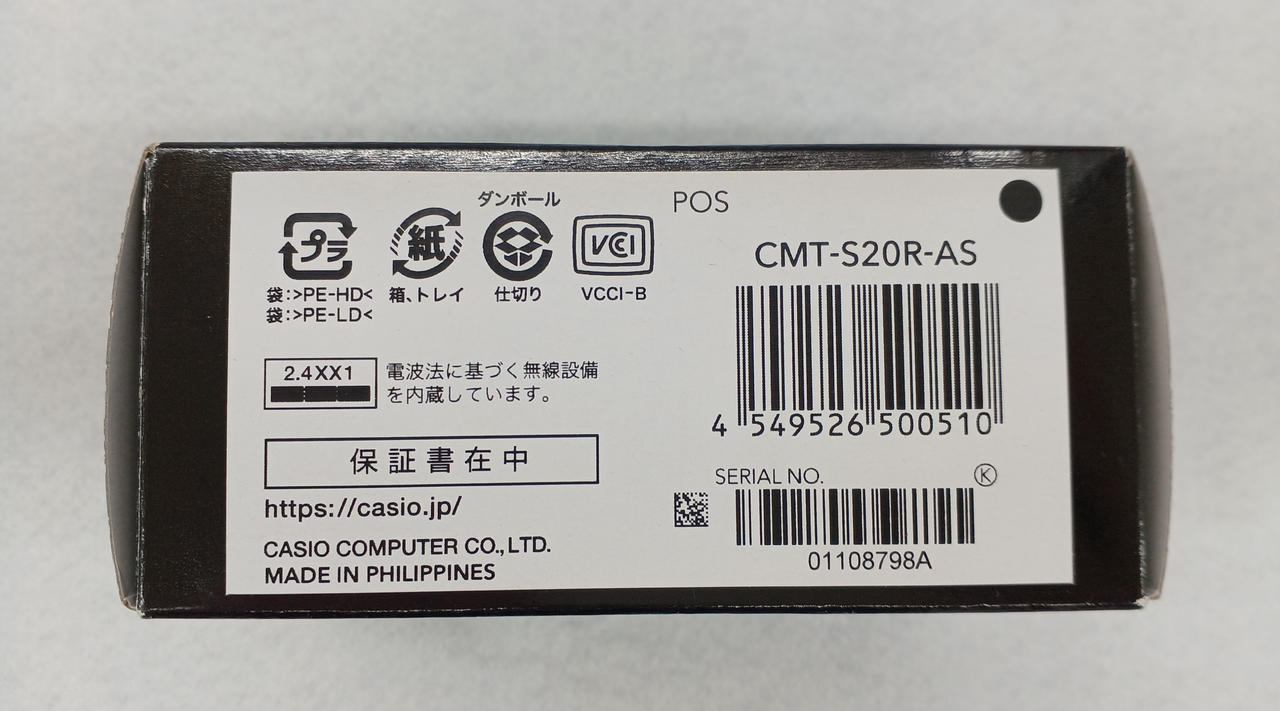 ダンボール
プラ
紙
VCCI
袋:>PE-HD<
袋:>PE-LD<
箱、トレイ
仕切り
VCCI-B
2.4XX1
電波法に基づく無線設備
を内蔵しています。
保証書在中
https://casio.jp/
CASIO COMPUTER CO.,LTD.
MADE IN PHILIPPINES
POS
CMT-S20R-AS
4 549526 500510
SERIAL NO.
K
01108798A